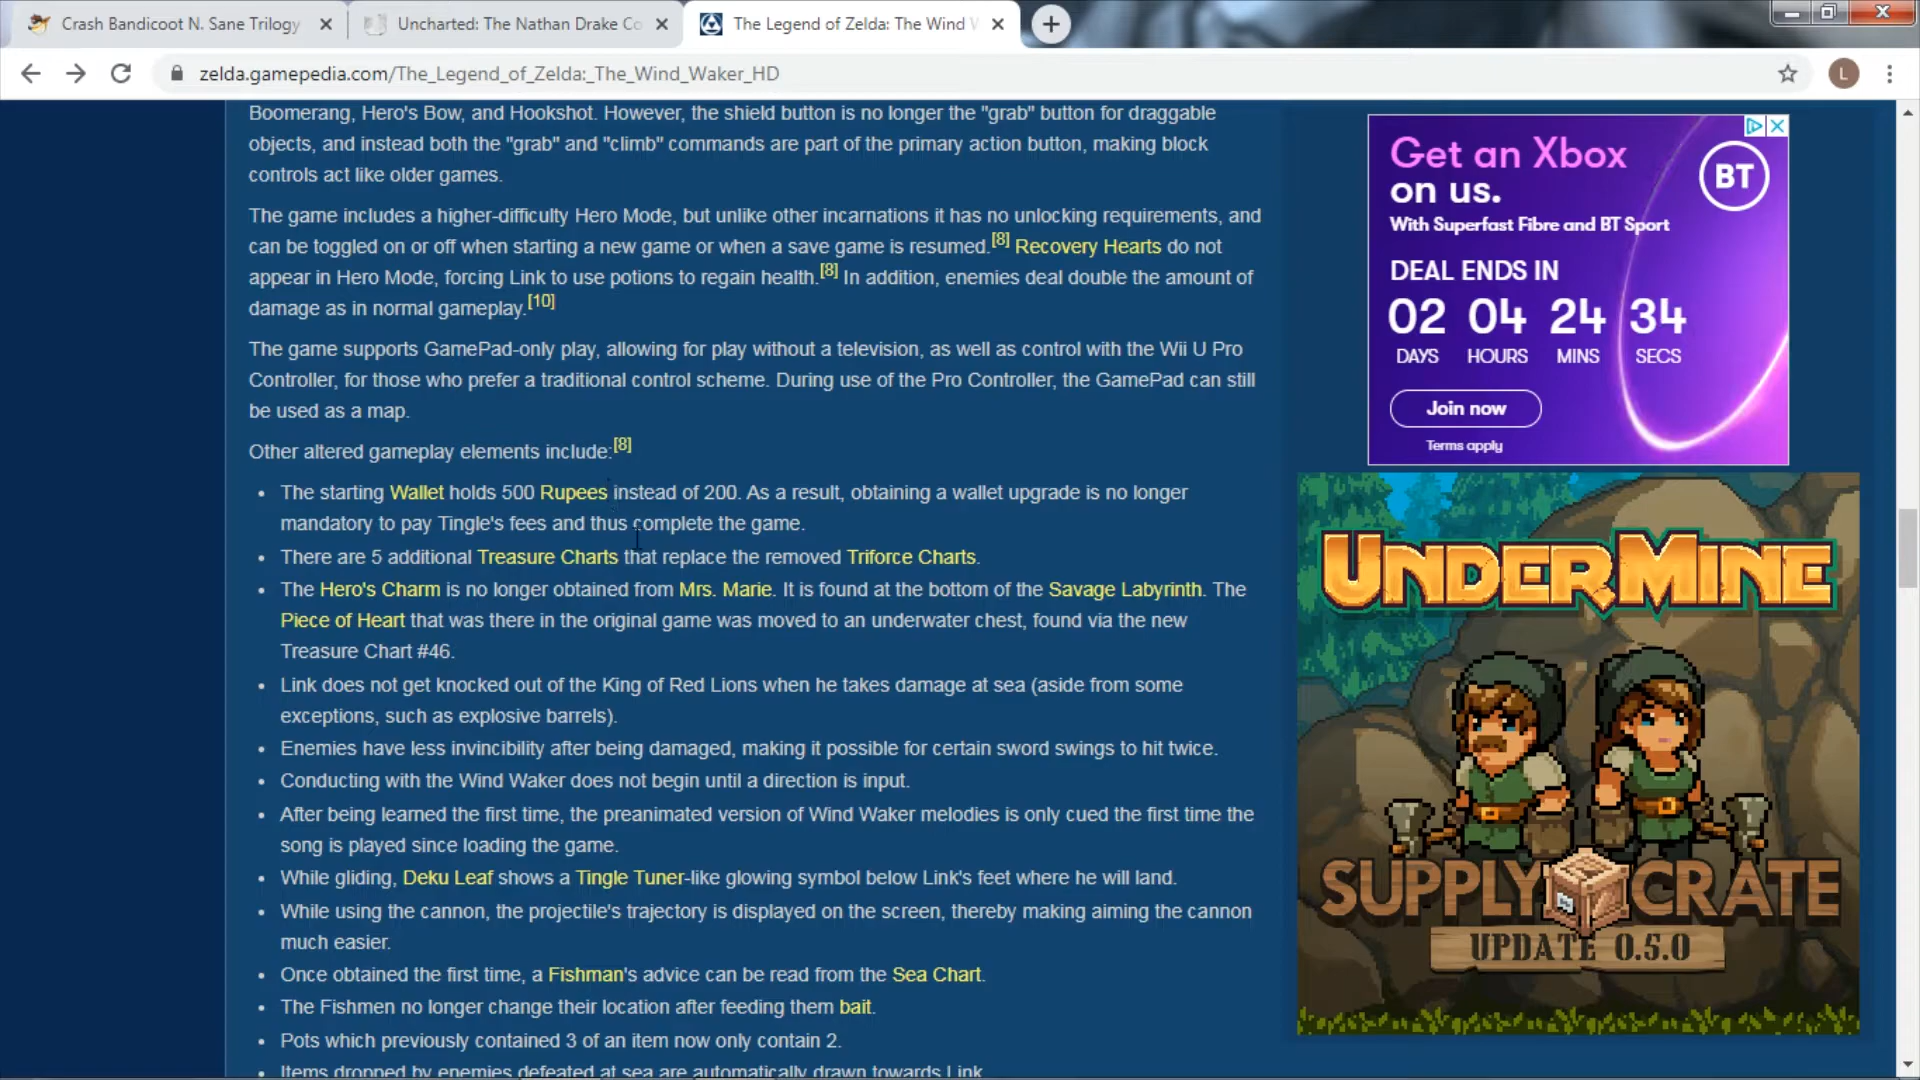 Crash Bandicoot N. Sane Trilogy
Uncharted: The Nathan Drake Co
The Legend of Zelda: The Wind W
zelda.gamepedia.com/The_Legend_of_Zelda:_The_Wind_Waker_HD
L
Boomerang, Hero's Bow, and Hookshot. However, the shield button is no longer the "grab" button for draggable
objects, and instead both the "grab" and "climb" commands are part of the primary action button, making block
controls act like older games.
The game includes a higher-difficulty Hero Mode, but unlike other incarnations it has no unlocking requirements, and
can be toggled on or off when starting a new game or when a save game is resumed.[8] Recovery Hearts do not
appear in Hero Mode, forcing Link to use potions to regain health.[8] In addition, enemies deal double the amount of
damage as in normal gameplay.[10]
The game supports GamePad-only play, allowing for play without a television, as well as control with the Wii U Pro
Controller, for those who prefer a traditional control scheme. During use of the Pro Controller, the GamePad can still
be used as a map.
Other altered gameplay elements include:[8]
• The starting Wallet holds 500 Rupees instead of 200. As a result, obtaining a wallet upgrade is no longer
mandatory to pay Tingle's fees and thus complete the game.
• There are 5 additional Treasure Charts that replace the removed Triforce Charts.
• The Hero's Charm is no longer obtained from Mrs. Marie. It is found at the bottom of the Savage Labyrinth. The
Piece of Heart that was there in the original game was moved to an underwater chest, found via the new
Treasure Chart #46.
• Link does not get knocked out of the King of Red Lions when he takes damage at sea (aside from some
exceptions, such as explosive barrels).
• Enemies have less invincibility after being damaged, making it possible for certain sword swings to hit twice.
• Conducting with the Wind Waker does not begin until a direction is input.
• After being learned the first time, the preanimated version of Wind Waker melodies is only cued the first time the
song is played since loading the game.
• While gliding, Deku Leaf shows a Tingle Tuner-like glowing symbol below Link's feet where he will land.
• While using the cannon, the projectile's trajectory is displayed on the screen, thereby making aiming the cannon
much easier.
• Once obtained the first time, a Fishman's advice can be read from the Sea Chart.
• The Fishmen no longer change their location after feeding them bait.
• Pots which previously contained 3 of an item now only contain 2.
• Items dropped by enemies defeated at sea are automatically drawn towards Link
Get an Xbox
on us.
BT
With Superfast Fibre and BT Sport
DEAL ENDS IN
02 04 24 34
DAYS HOURS MINS SECS
Join now
Terms apply
UNDERMINE
SUPPLY CRATE
UPDATE 0.5.0